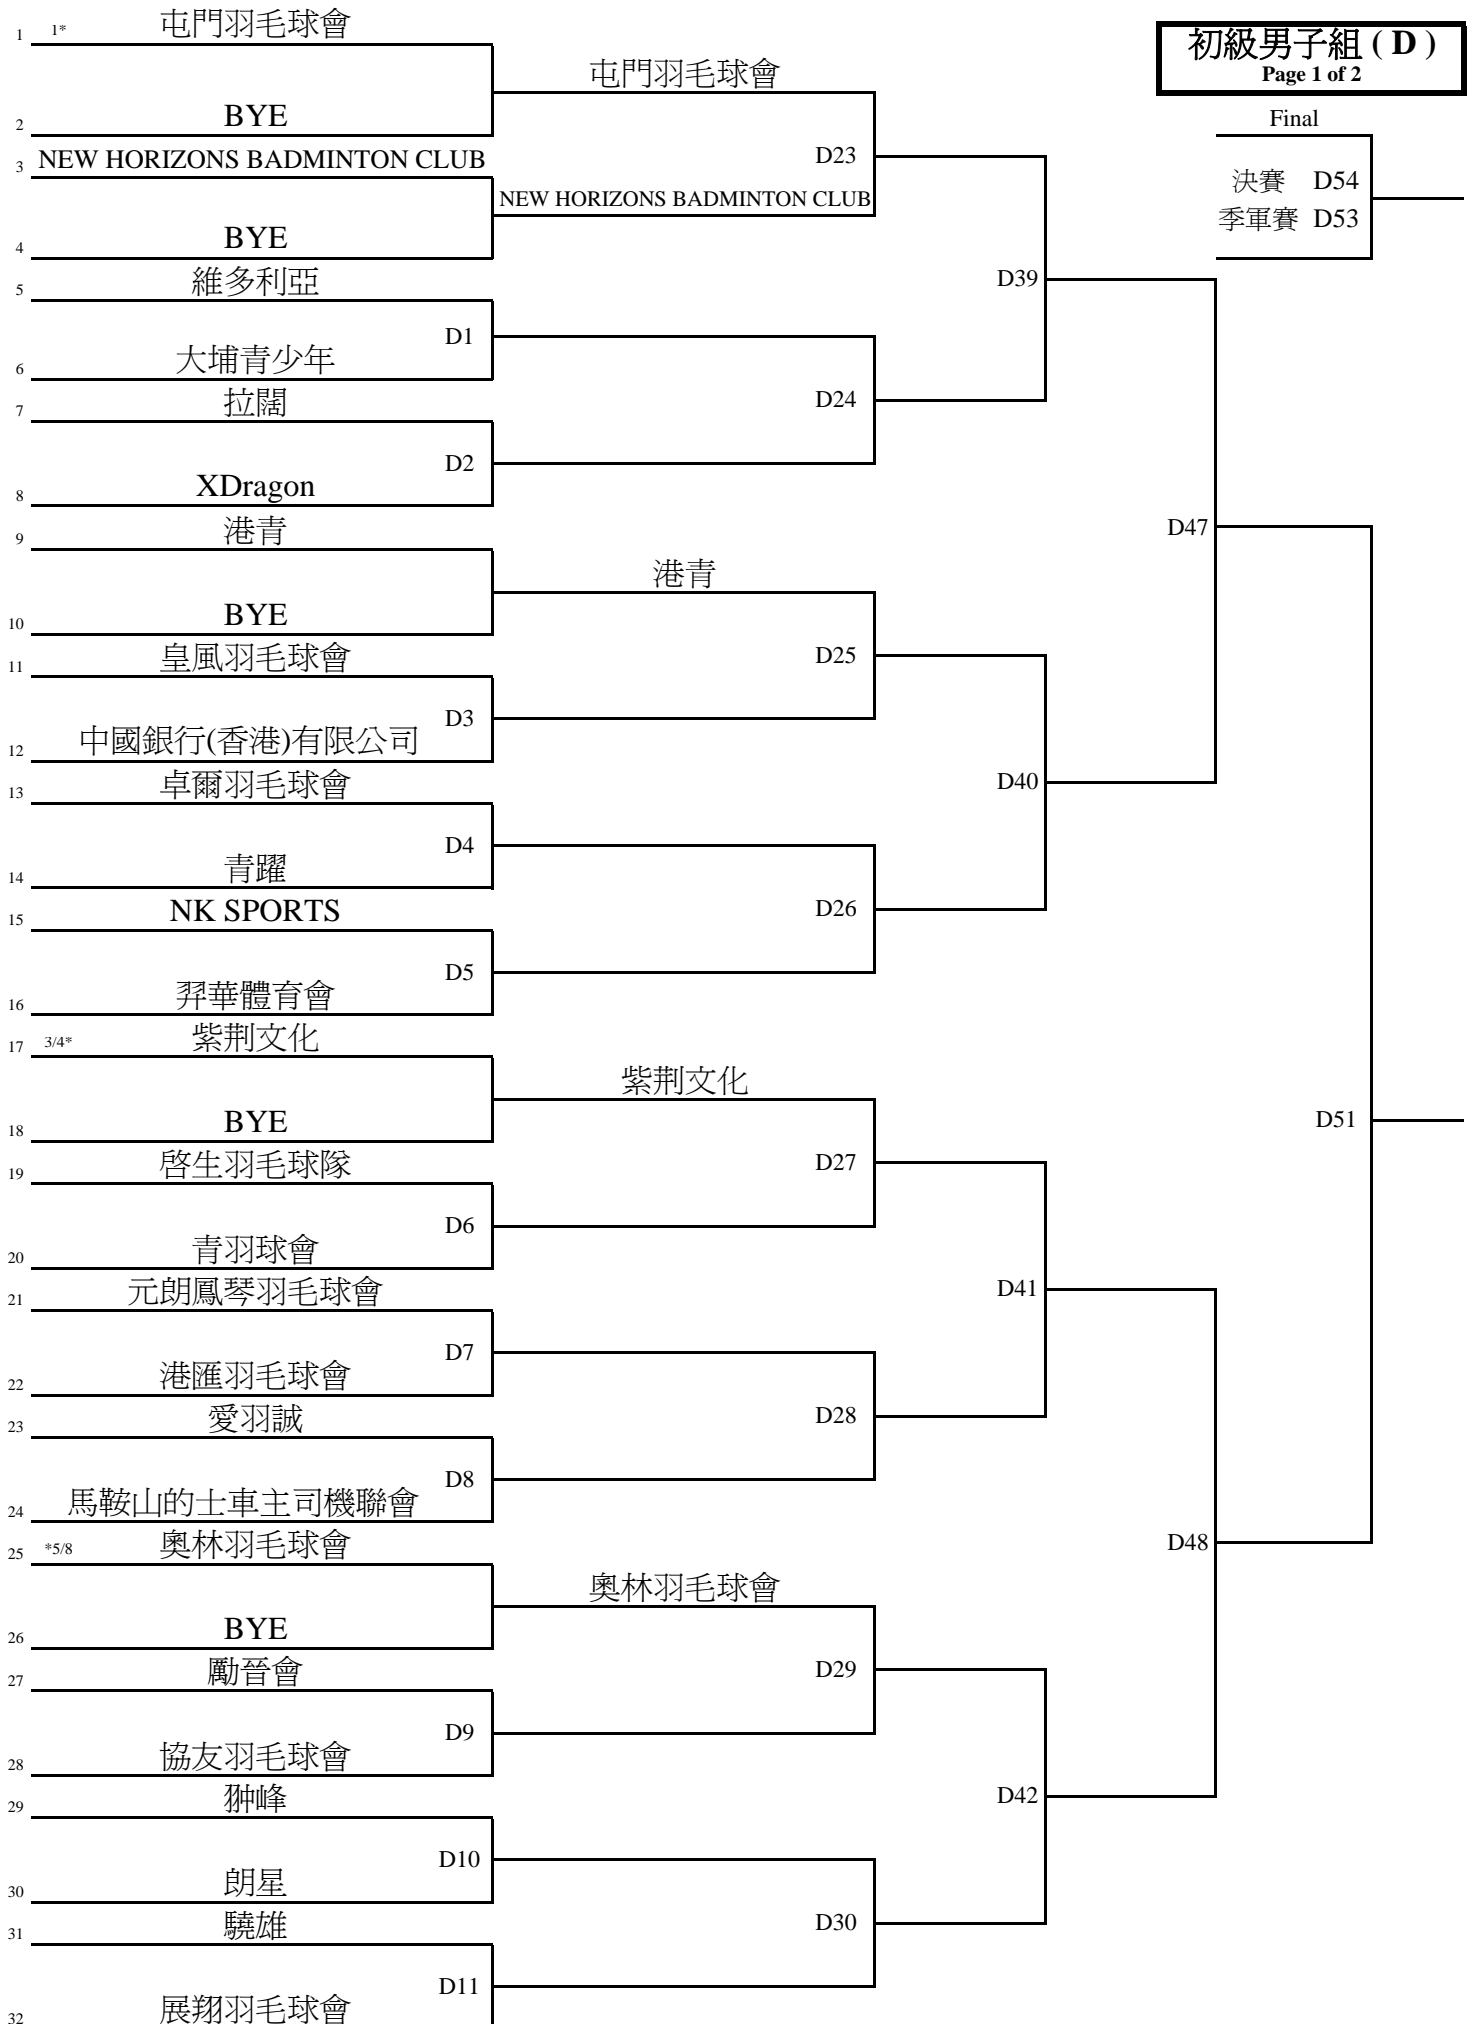 初級男子組 ( D )
Page 1 of 2
Final
決賽 D54
季軍賽 D53
1 1* 屯門羽毛球會
屯門羽毛球會
2 BYE
D23
3 NEW HORIZONS BADMINTON CLUB
NEW HORIZONS BADMINTON CLUB
4 BYE
D39
5 維多利亞
D1
6 大埔青少年
D24
7 拉闊
D2
8 XDragon
D47
9 港青
港青
10 BYE
D25
11 皇風羽毛球會
D3
12 中國銀行(香港)有限公司
D40
13 卓爾羽毛球會
D4
14 青躍
D26
15 NK SPORTS
D5
16 羿華體育會
17 3/4* 紫荆文化
紫荆文化
18 BYE
D51
D27
19 啓生羽毛球隊
D6
20 青羽球會
D41
21 元朗鳳琴羽毛球會
D7
22 港匯羽毛球會
D28
23 愛羽誠
D8
24 馬鞍山的士車主司機聯會
D48
25 *5/8 奧林羽毛球會
奧林羽毛球會
26 BYE
D29
27 勵晉會
D9
28 協友羽毛球會
D42
29 翀峰
D10
30 朗星
D30
31 驍雄
D11
32 展翔羽毛球會